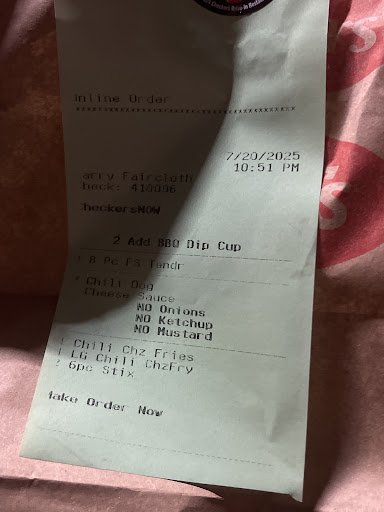 nline Order
7/20/2025
10:51 PM
arry Faircloth
heck: 410096
heckersNOW
2 Add BBQ Dip Cup
8 Pc FS Tendr
* Chili Dog
Cheese Sauce
NO Onions
NO Ketchup
NO Mustard
Chili Chz Fries
LG Chili ChzFry
6pc Stix
Make Order Now
's